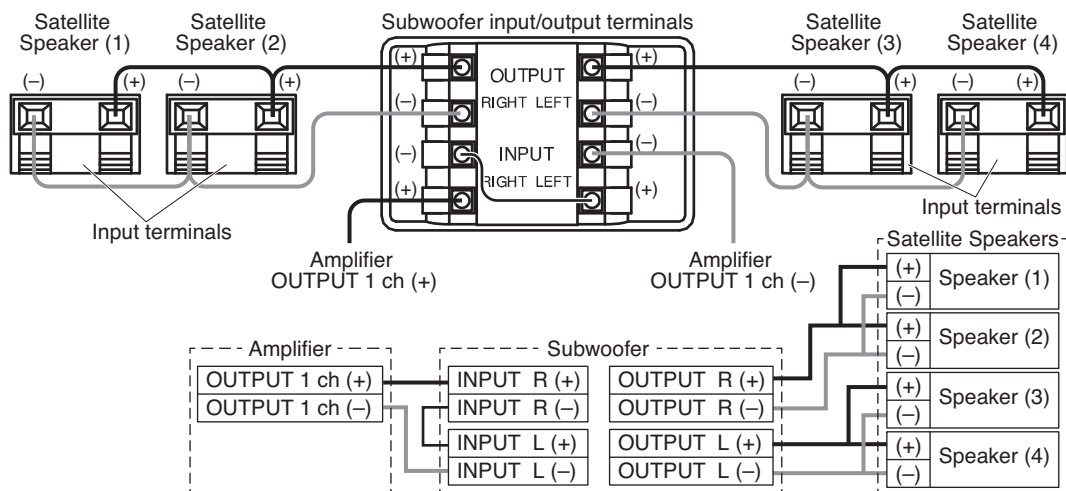 Satellite Speaker (1)
Satellite Speaker (2)
Subwoofer input/output terminals
Satellite Speaker (3)
Satellite Speaker (4)
(–) (+) (–) (+)
(+) (+)
(–) (+) (–) (+)
OUTPUT
RIGHT LEFT
(–) (–)
(–) (–)
INPUT
RIGHT LEFT
(+) (+)
Input terminals
Input terminals
Amplifier
OUTPUT 1 ch (+)
Amplifier
OUTPUT 1 ch (–)
Satellite Speakers
(+)
(–)
Speaker (1)
(+)
(–)
Speaker (2)
(+)
(–)
Speaker (3)
(+)
(–)
Speaker (4)
Amplifier
OUTPUT 1 ch (+)
OUTPUT 1 ch (–)
Subwoofer
INPUT R (+)
INPUT R (–)
INPUT L (+)
INPUT L (–)
OUTPUT R (+)
OUTPUT R (–)
OUTPUT L (+)
OUTPUT L (–)